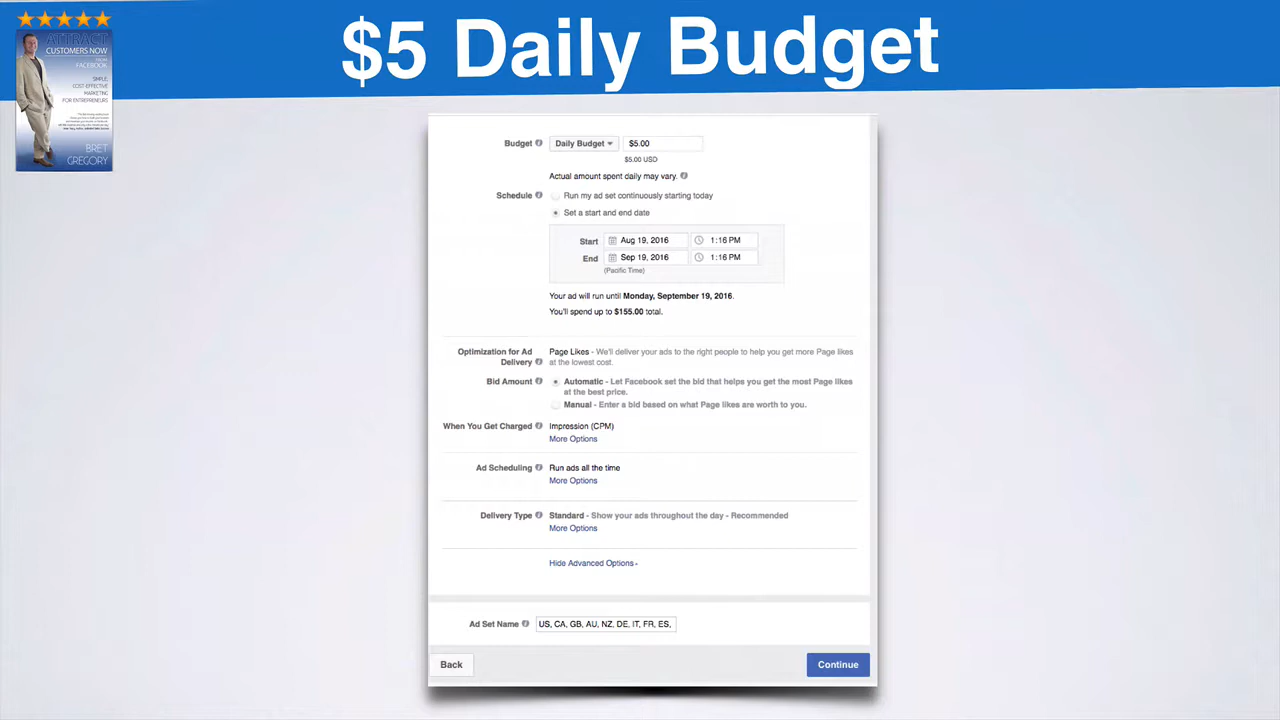 $5 Daily Budget
ATTRACT
CUSTOMERS NOW
FROM
FACEBOOK
SIMPLE,
COST-EFFECTIVE
MARKETING
FOR ENTREPRENEURS
BRET
GREGORY
Budget Daily Budget $5.00
$5.00 USD
Actual amount spent daily may vary.
Schedule Run my ad set continuously starting today
Set a start and end date
Start Aug 19, 2016 1:16 PM
End Sep 19, 2016 1:16 PM
(Pacific Time)
Your ad will run until Monday, September 19, 2016.
You'll spend up to $155.00 total.
Optimization for Ad Page Likes - We'll deliver your ads to the right people to help you get more Page likes
Delivery at the lowest cost.
Bid Amount Automatic - Let Facebook set the bid that helps you get the most Page likes
at the best price.
Manual - Enter a bid based on what Page likes are worth to you.
When You Get Charged Impression (CPM)
More Options
Ad Scheduling Run ads all the time
More Options
Delivery Type Standard - Show your ads throughout the day - Recommended
More Options
Hide Advanced Options
Ad Set Name US, CA, GB, AU, NZ, DE, IT, FR, ES,
Back Continue